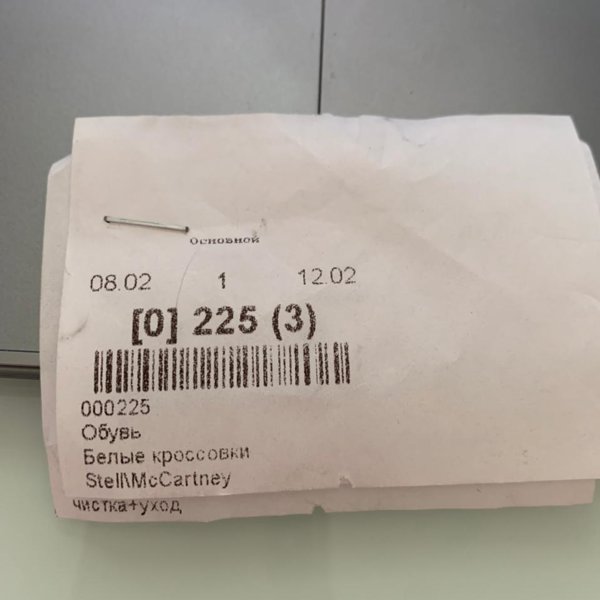 Основной
08.02 1 12.02
[0] 225 (3)
000225
Обувь
Белые кроссовки
Stell\McCartney
чистка+уход